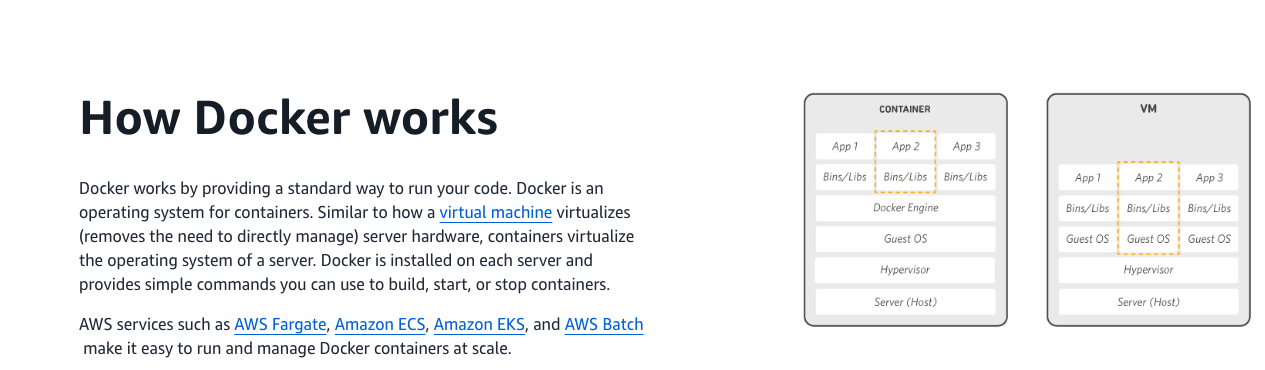 How Docker works
Docker works by providing a standard way to run your code. Docker is an
operating system for containers. Similar to how a virtual machine virtualizes
(removes the need to directly manage) server hardware, containers virtualize
the operating system of a server. Docker is installed on each server and
provides simple commands you can use to build, start, or stop containers.
AWS services such as AWS Fargate, Amazon ECS, Amazon EKS, and AWS Batch
make it easy to run and manage Docker containers at scale.
CONTAINER
App 1 App 2 App 3
Bins/Libs Bins/Libs Bins/Libs
Docker Engine
Guest OS
Hypervisor
Server (Host)
VM
App 1 App 2 App 3
Bins/Libs Bins/Libs Bins/Libs
Guest OS Guest OS Guest OS
Hypervisor
Server (Host)